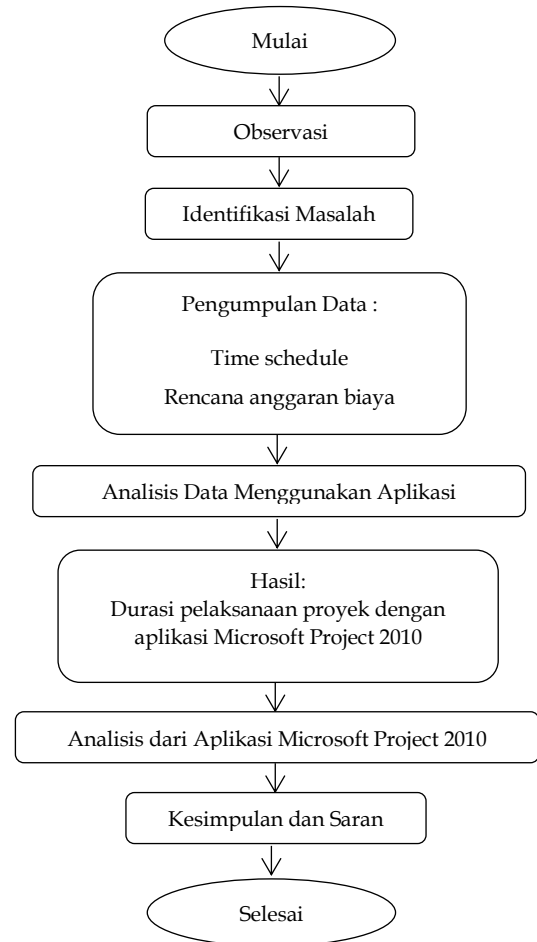 Mulai
Observasi
Identifikasi Masalah
Pengumpulan Data :
Time schedule
Rencana anggaran biaya
Analisis Data Menggunakan Aplikasi
Hasil:
Durasi pelaksanaan proyek dengan
aplikasi Microsoft Project 2010
Analisis dari Aplikasi Microsoft Project 2010
Kesimpulan dan Saran
Selesai